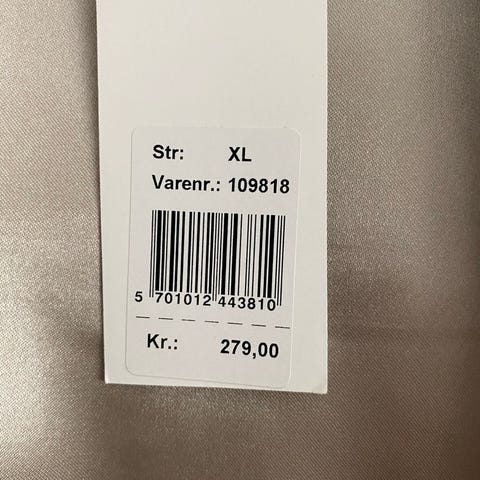 Str: XL
Varenr.: 109818
5 701012 443810
Kr.: 279,00